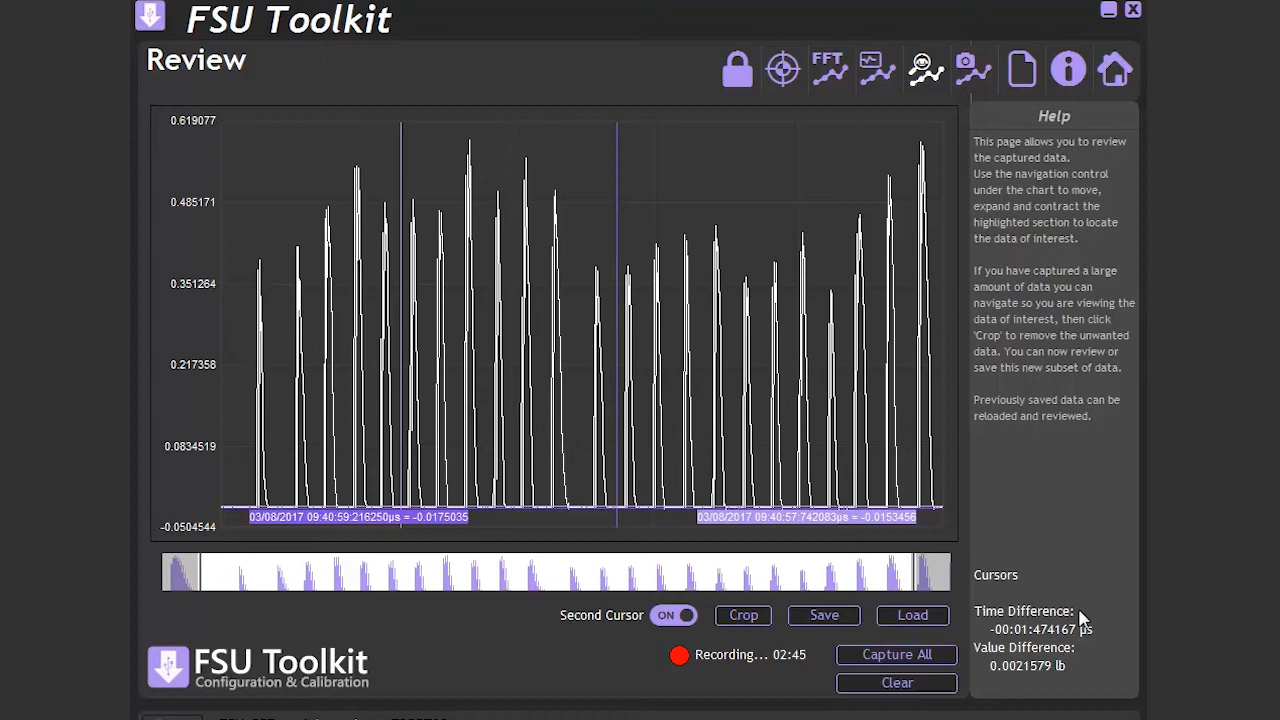 FSU Toolkit
Review
FFT
0.619077
0.485171
0.351264
0.217358
0.0834519
-0.0504544
03/08/2017 09:40:59:216250µs = -0.0175035
03/08/2017 09:40:57:742083µs = -0.0153456
Help
This page allows you to review
the captured data.
Use the navigation control
under the chart to move,
expand and contract the
highlighted section to locate
the data of interest.
If you have captured a large
amount of data you can
navigate so you are viewing the
data of interest, then click
'Crop' to remove the unwanted
data. You can now review or
save this new subset of data.
Previously saved data can be
reloaded and reviewed.
Second Cursor ON Crop Save Load
Recording... 02:45 Capture All
Clear
FSU Toolkit
Configuration & Calibration
Cursors
Time Difference:
-00:01:474167 µs
Value Difference:
0.0021579 lb